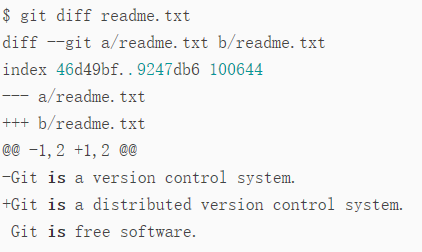 $ git diff readme.txt
diff --git a/readme.txt b/readme.txt
index 46d49bf..9247db6 100644
--- a/readme.txt
+++ b/readme.txt
@@ -1,2 +1,2 @@
-Git is a version control system.
+Git is a distributed version control system.
 Git is free software.